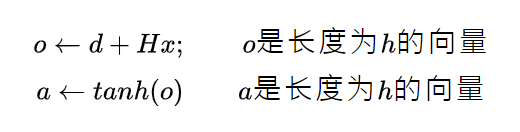 o ← d + Hx; o是长度为h的向量
a ← tanh(o) a是长度为h的向量